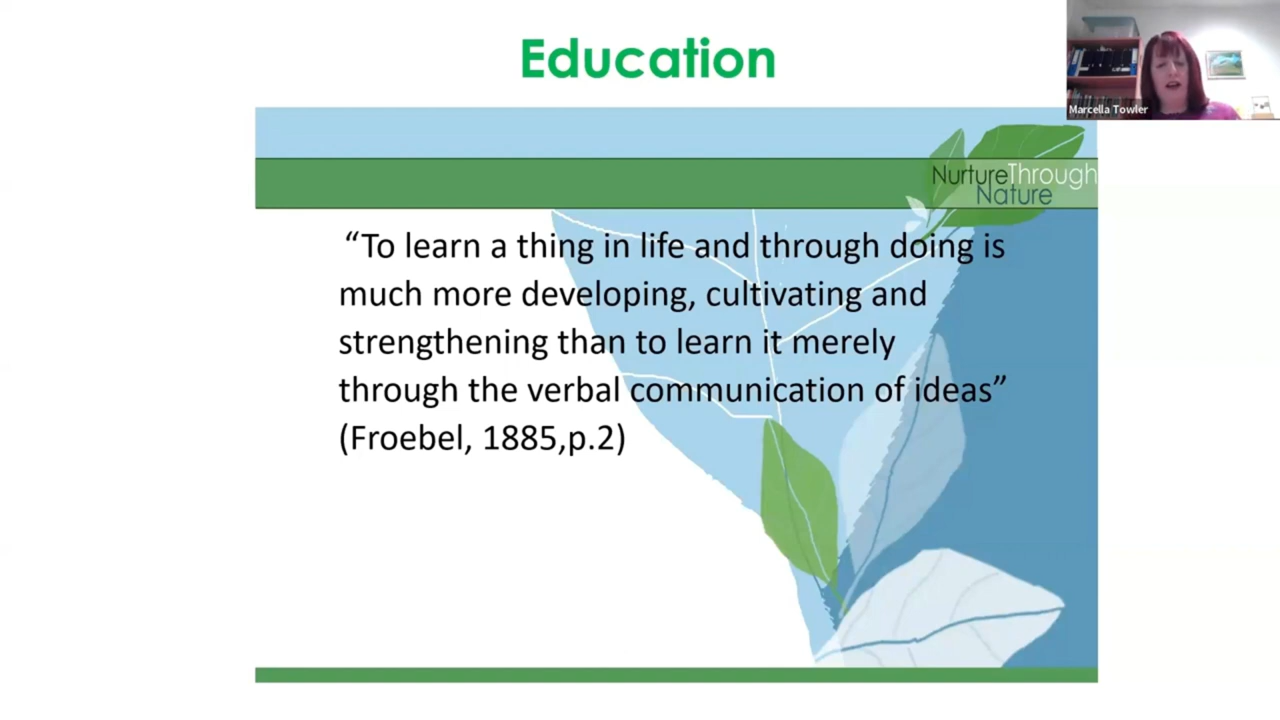 Education
Marcella Towler
NurtureThrough
Nature
“To learn a thing in life and through doing is
much more developing, cultivating and
strengthening than to learn it merely
through the verbal communication of ideas”
(Froebel, 1885,p.2)